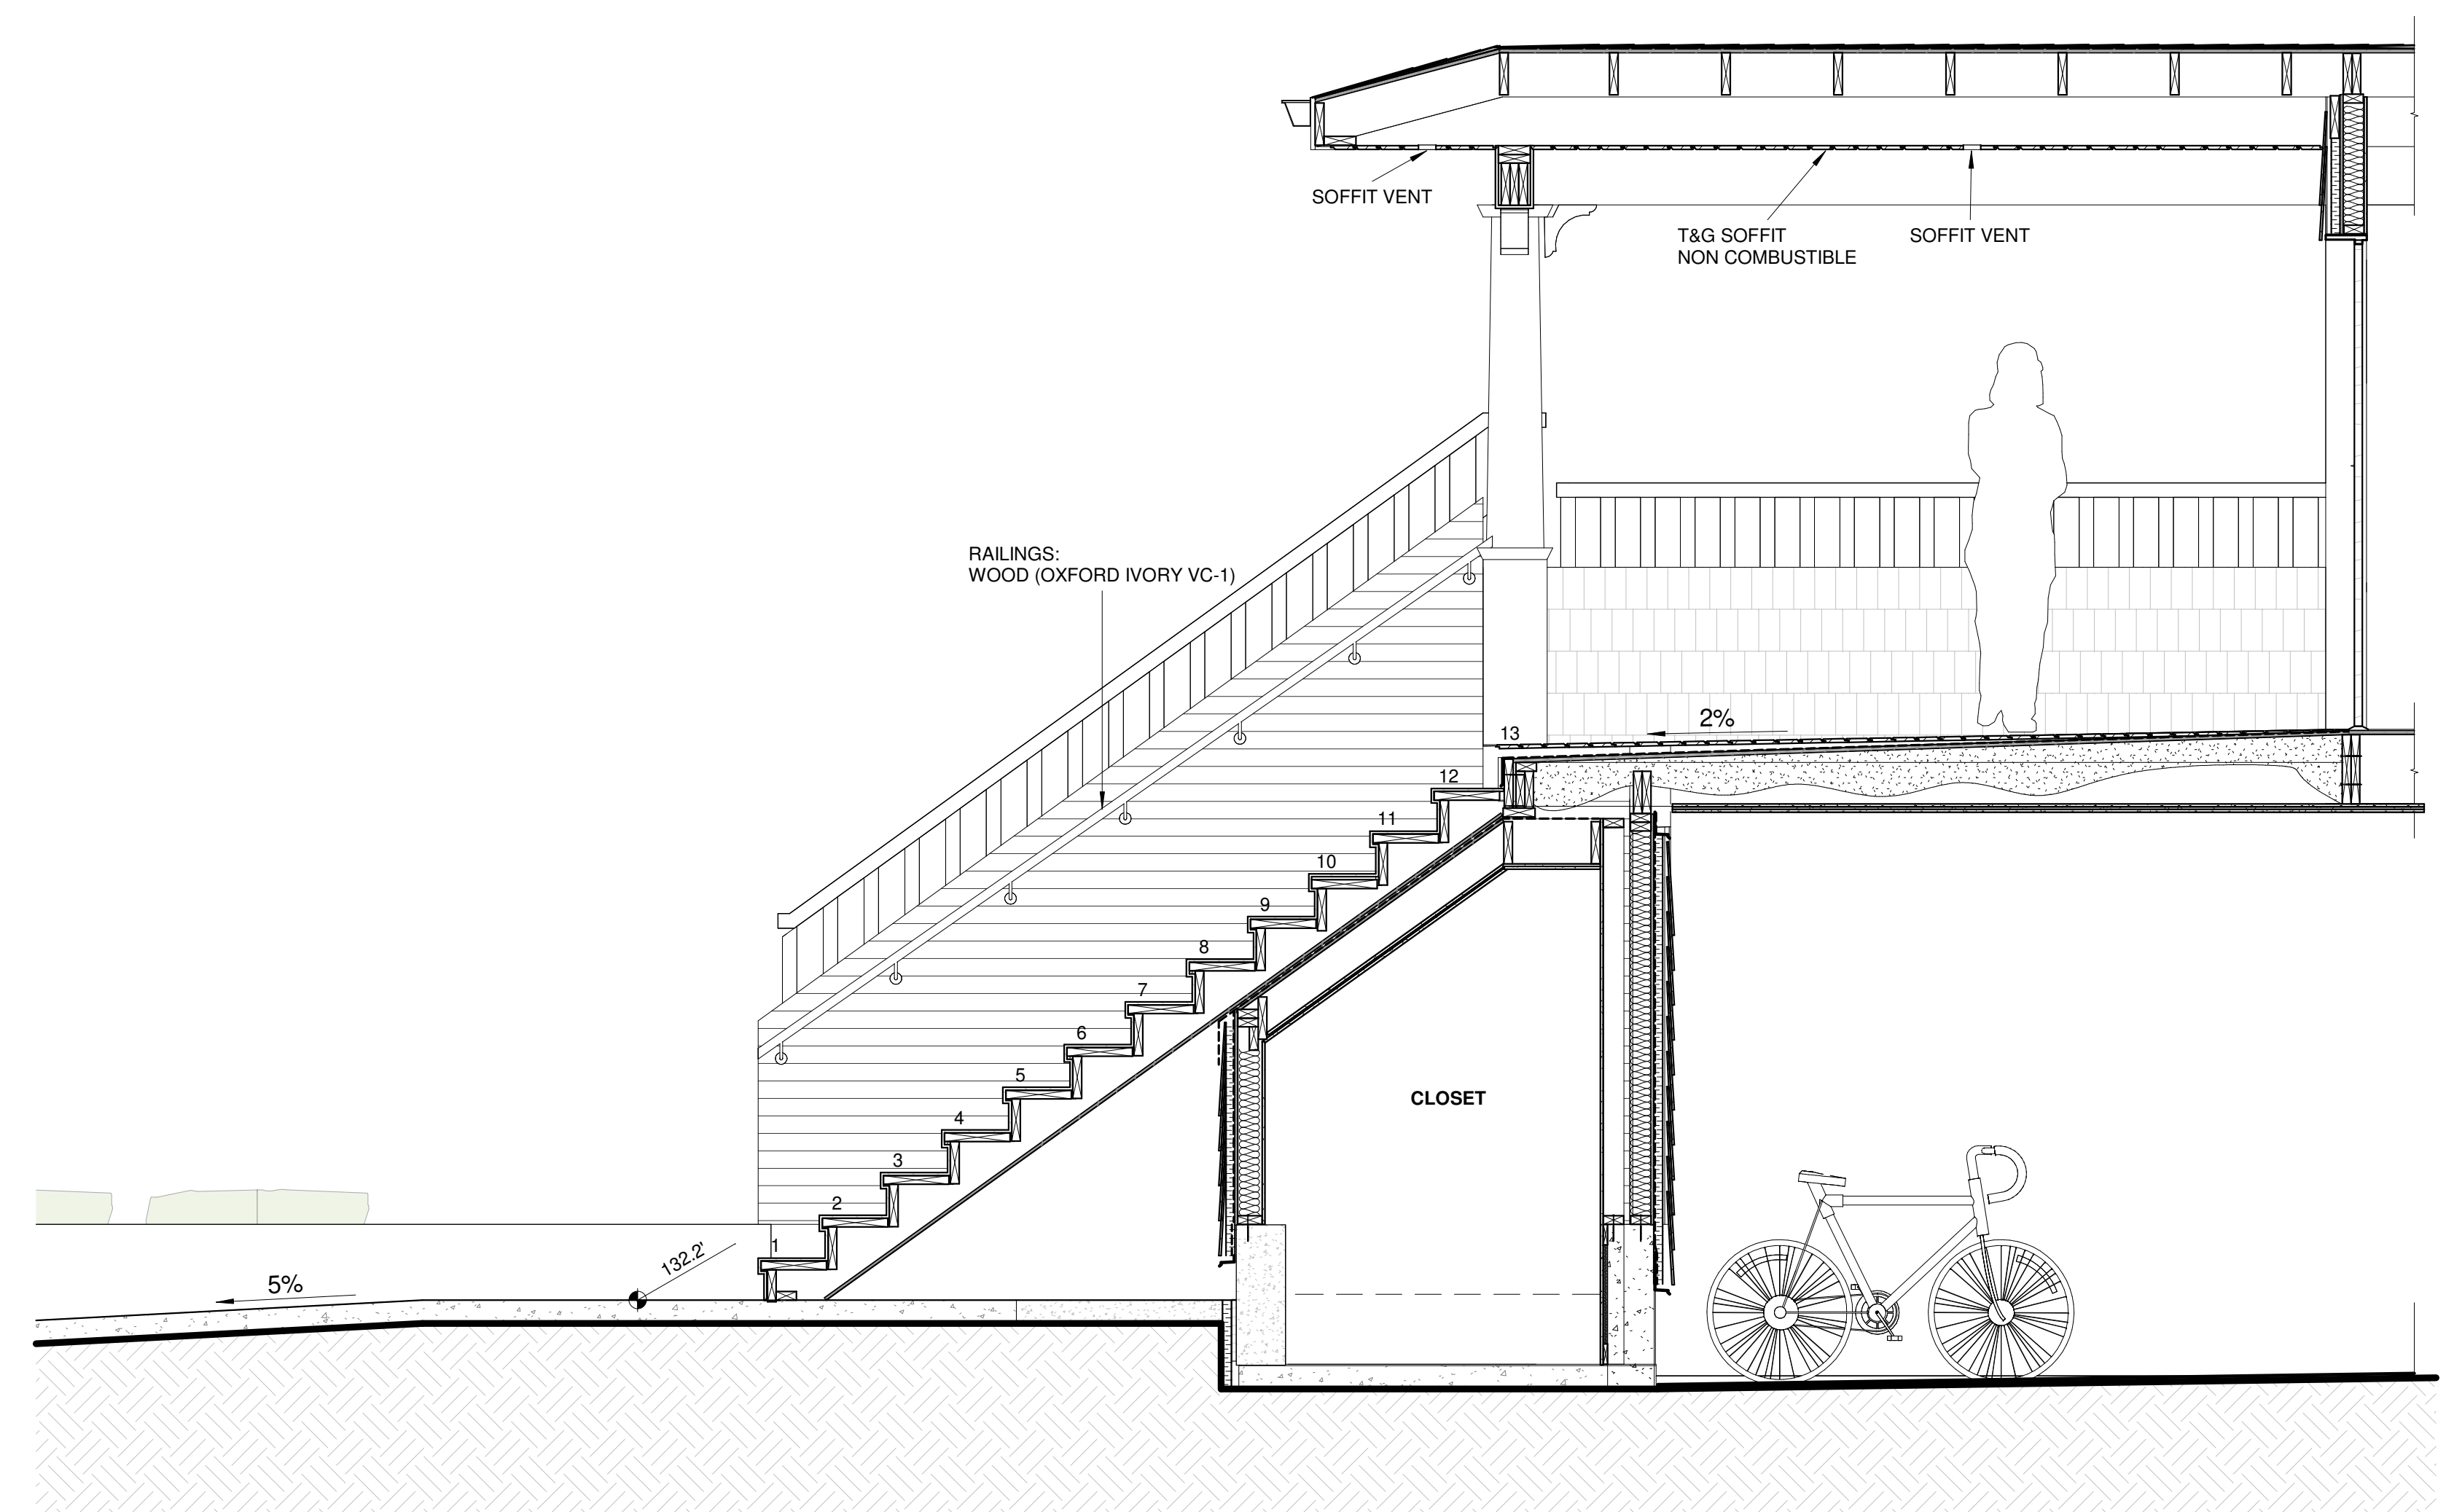 SOFFIT VENT
T&G SOFFIT
NON COMBUSTIBLE
SOFFIT VENT
RAILINGS:
WOOD (OXFORD IVORY VC-1)
2%
13
12
11
10
9
8
7
6
5
4
3
2
1
CLOSET
132.2'
5%